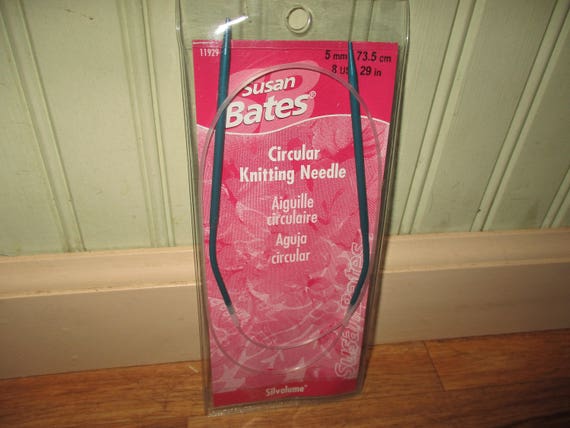 11929
5 mm 73.5 cm
8 US 29 in
Susan
Bates®
Circular
Knitting Needle
Aiguille
circulaire
Aguja
circular
Susan Bates
Silvalume®